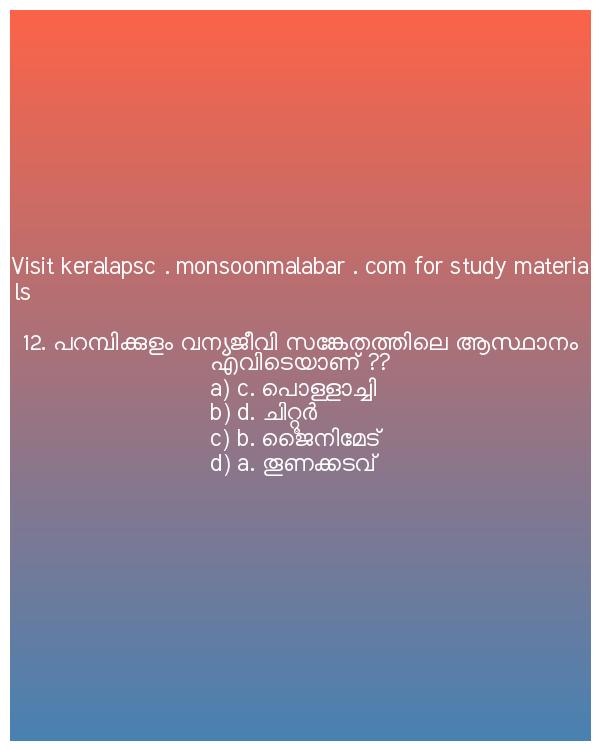 Visit keralapsc . monsoonmalabar . com for study materia
ls
12. പറമ്പിക്കുളം വന്യജീവി സങ്കേതത്തിലെ ആസ്ഥാനം
എവിടെയാണ് ??
a) c. പൊള്ളാച്ചി
b) d. ചിറ്റൂർ
c) b. ജൈനിമേട്
d) a. തൂണക്കടവ്